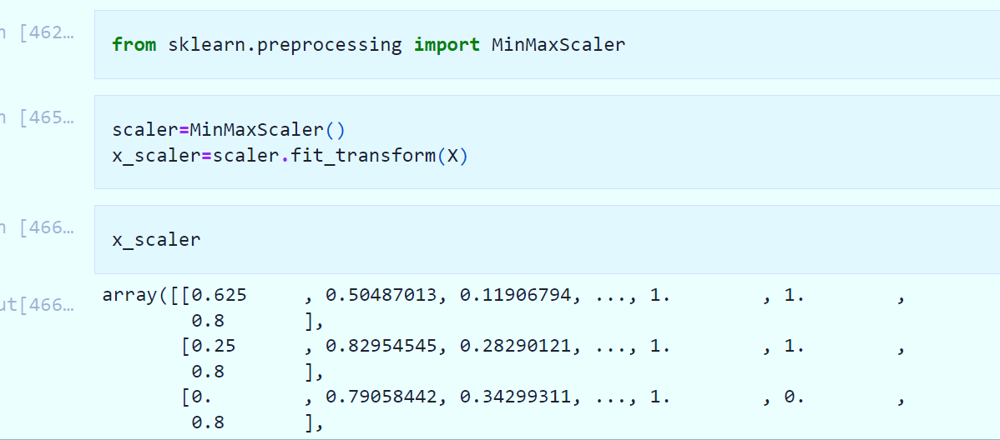 n [462…
from sklearn.preprocessing import MinMaxScaler
n [465…
scaler=MinMaxScaler()
x_scaler=scaler.fit_transform(X)
n [466…
x_scaler
ut[466…
array([[0.625     , 0.50487013, 0.11906794, ..., 1.        , 1.        ,
        0.8       ],
       [0.25      , 0.82954545, 0.28290121, ..., 1.        , 1.        ,
        0.8       ],
       [0.        , 0.79058442, 0.34299311, ..., 1.        , 0.        ,
        0.8       ],